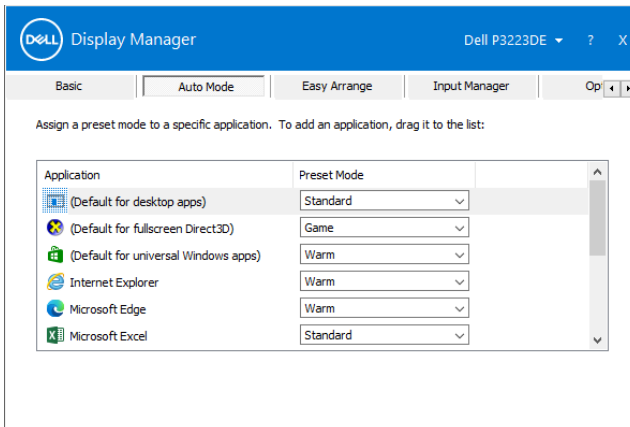 DELL Display Manager Dell P3223DE ? X
Basic Auto Mode Easy Arrange Input Manager Op
Assign a preset mode to a specific application. To add an application, drag it to the list:
Application Preset Mode
(Default for desktop apps) Standard
(Default for fullscreen Direct3D) Game
(Default for universal Windows apps) Warm
Internet Explorer Warm
Microsoft Edge Warm
Microsoft Excel Standard